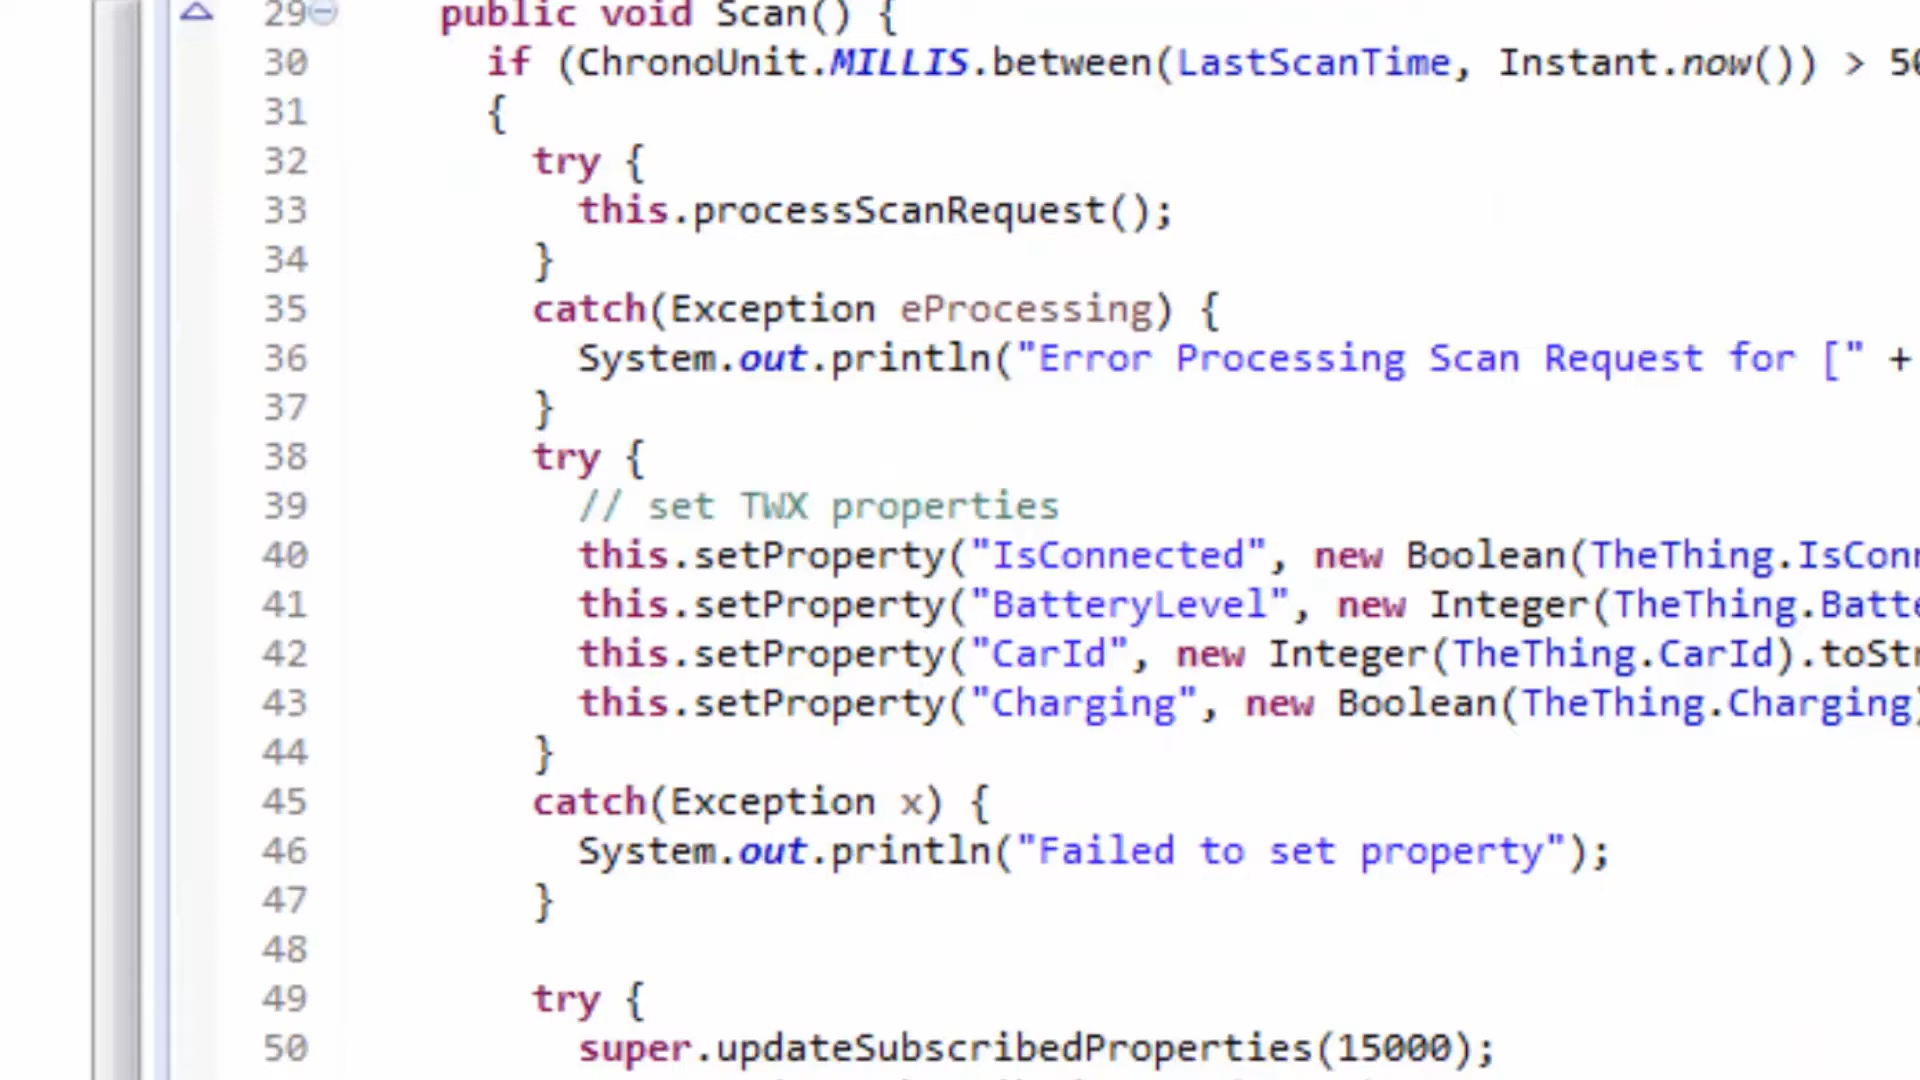 29 public void Scan() {
30 if (ChronoUnit.MILLIS.between(LastScanTime, Instant.now()) > 50
31 {
32 try {
33 this.processScanRequest();
34 }
35 catch(Exception eProcessing) {
36 System.out.println("Error Processing Scan Request for [" +
37 }
38 try {
39 // set TWX properties
40 this.setProperty("IsConnected", new Boolean(TheThing.IsConn
41 this.setProperty("BatteryLevel", new Integer(TheThing.Batte
42 this.setProperty("CarId", new Integer(TheThing.CarId).toStr
43 this.setProperty("Charging", new Boolean(TheThing.Charging)
44 }
45 catch(Exception x) {
46 System.out.println("Failed to set property");
47 }
48
49 try {
50 super.updateSubscribedProperties(15000);